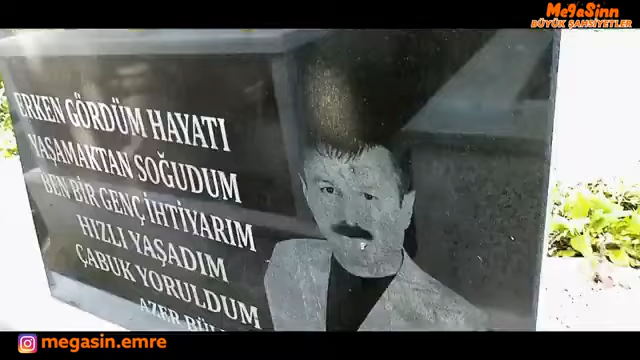 MegaSinn
BÜYÜK ŞAHSİYETLER
ERKEN GÖRDÜM HAYATI
YAŞAMAKTAN SOĞUDUM
BEN BİR GENÇ İHTİYARIM
HIZLI YAŞADIM
ÇABUK YORULDUM
AZER
megasin.emre